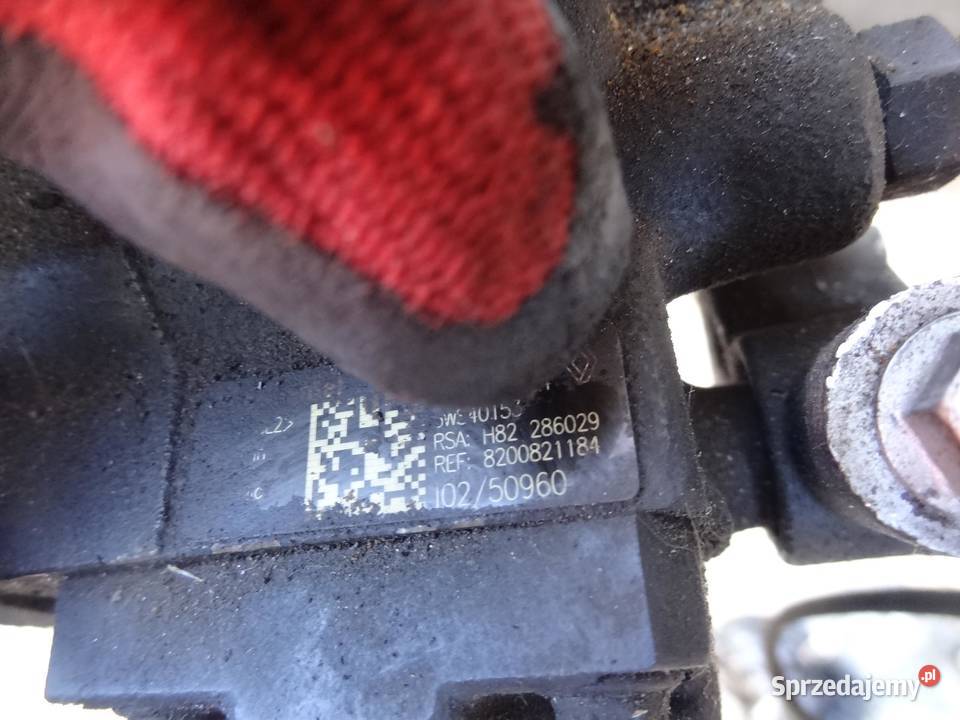 RSA: H82 286029
REF: 8200821184
102/50960
Sprzedajemy.pl